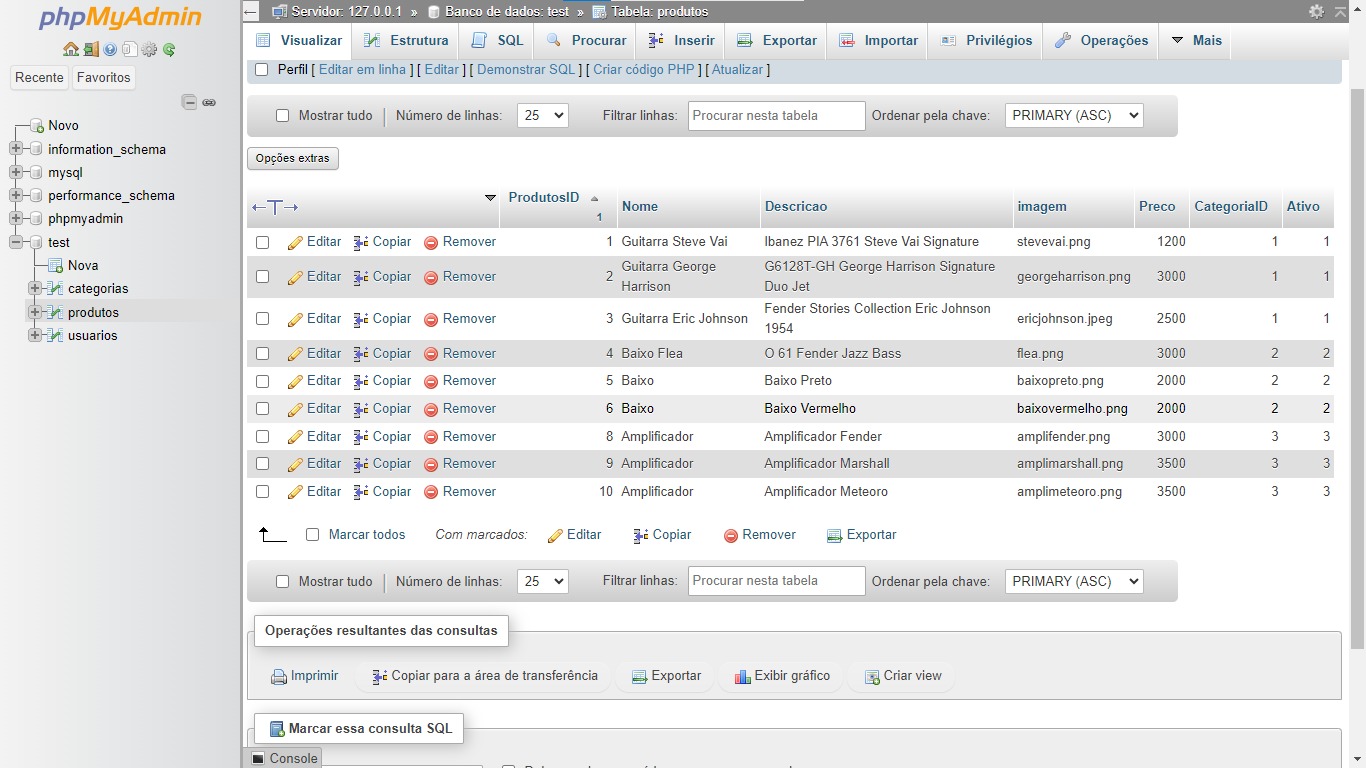 phpMyAdmin
Recente Favoritos
Novo
information_schema
mysql
performance_schema
phpmyadmin
test
Nova
categorias
produtos
usuarios
Servidor: 127.0.0.1 » Banco de dados: test » Tabela: produtos
Visualizar Estrutura SQL Procurar Inserir Exportar Importar Privilégios Operações Mais
Perfil [ Editar em linha ] [ Editar ] [ Demonstrar SQL ] [ Criar código PHP ] [ Atualizar ]
Mostrar tudo Número de linhas: 25 Filtrar linhas: Procurar nesta tabela Ordenar pela chave: PRIMARY (ASC)
Opções extras
ProdutosID 1 Nome Descricao imagem Preco CategoriaID Ativo
Editar Copiar Remover 1 Guitarra Steve Vai Ibanez PIA 3761 Steve Vai Signature stevevai.png 1200 1 1
Editar Copiar Remover 2 Guitarra George Harrison G6128T-GH George Harrison Signature Duo Jet georgeharrison.png 3000 1 1
Editar Copiar Remover 3 Guitarra Eric Johnson Fender Stories Collection Eric Johnson 1954 ericjohnson.jpeg 2500 1 1
Editar Copiar Remover 4 Baixo Flea O 61 Fender Jazz Bass flea.png 3000 2 2
Editar Copiar Remover 5 Baixo Baixo Preto baixopreto.png 2000 2 2
Editar Copiar Remover 6 Baixo Baixo Vermelho baixovermelho.png 2000 2 2
Editar Copiar Remover 8 Amplificador Amplificador Fender amplifender.png 3000 3 3
Editar Copiar Remover 9 Amplificador Amplificador Marshall amplimarshall.png 3500 3 3
Editar Copiar Remover 10 Amplificador Amplificador Meteoro amplimeteoro.png 3500 3 3
Marcar todos Com marcados: Editar Copiar Remover Exportar
Mostrar tudo Número de linhas: 25 Filtrar linhas: Procurar nesta tabela Ordenar pela chave: PRIMARY (ASC)
Operações resultantes das consultas
Imprimir Copiar para a área de transferência Exportar Exibir gráfico Criar view
Marcar essa consulta SQL
Console